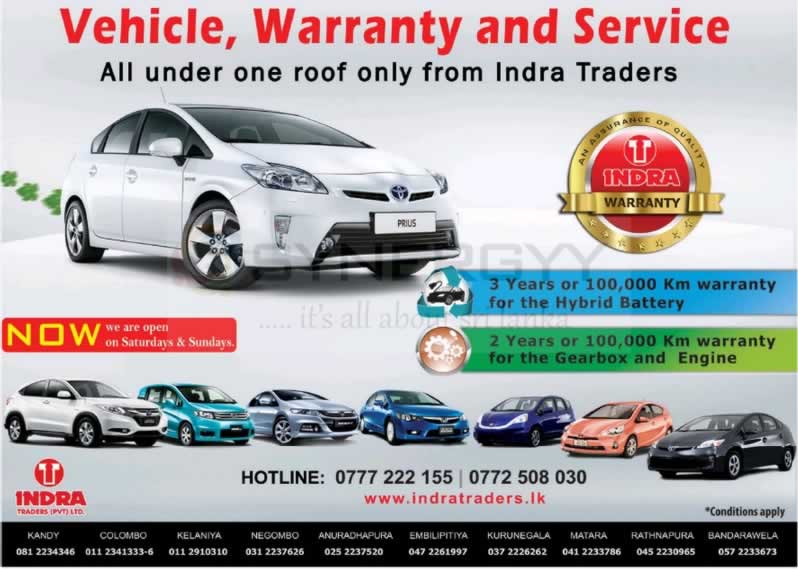 Vehicle, Warranty and Service
All under one roof only from Indra Traders
AN ASSURANCE OF QUALITY
INDRA
WARRANTY
PRIUS
SYNERGYY
..... it's all about sri lanka
3 Years or 100,000 Km warranty
for the Hybrid Battery
NOW we are open
on Saturdays & Sundays.
2 Years or 100,000 Km warranty
for the Gearbox and Engine
HOTLINE: 0777 222 155 | 0772 508 030
www.indratraders.lk
INDRA
TRADERS (PVT) LTD.
*Conditions apply
KANDY COLOMBO KELANIYA NEGOMBO ANURADHAPURA EMBILIPITIYA KURUNEGALA MATARA RATHNAPURA BANDARAWELA
081 2234346 011 2341333-6 011 2910310 031 2237626 025 2237520 047 2261997 037 2226262 041 2233786 045 2230965 057 2233673